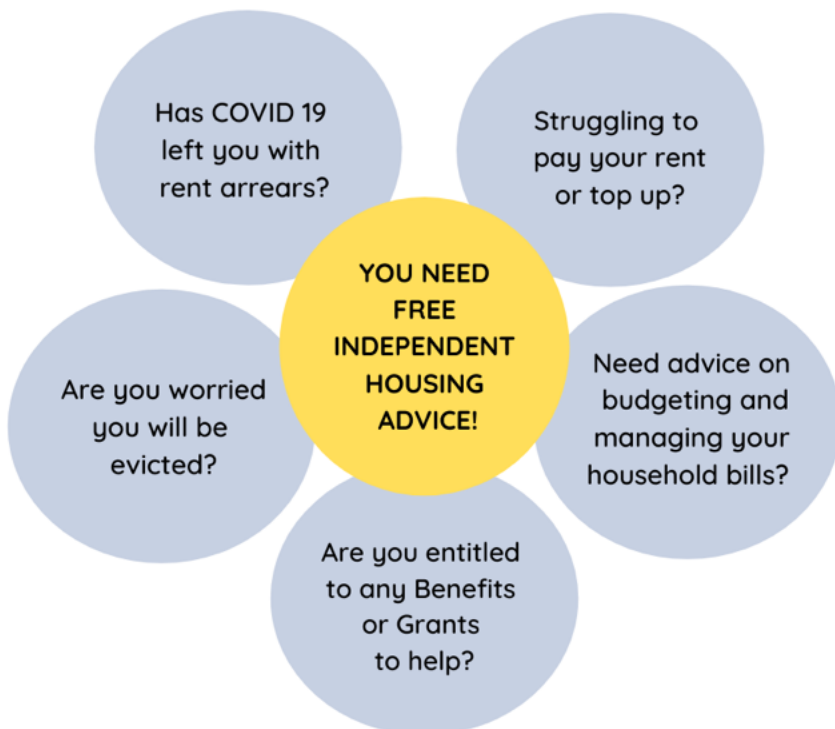 Has COVID 19
left you with
rent arrears?
Struggling to
pay your rent
or top up?
YOU NEED
FREE
INDEPENDENT
HOUSING
ADVICE!
Are you worried
you will be
evicted?
Need advice on
budgeting and
managing your
household bills?
Are you entitled
to any Benefits
or Grants
to help?